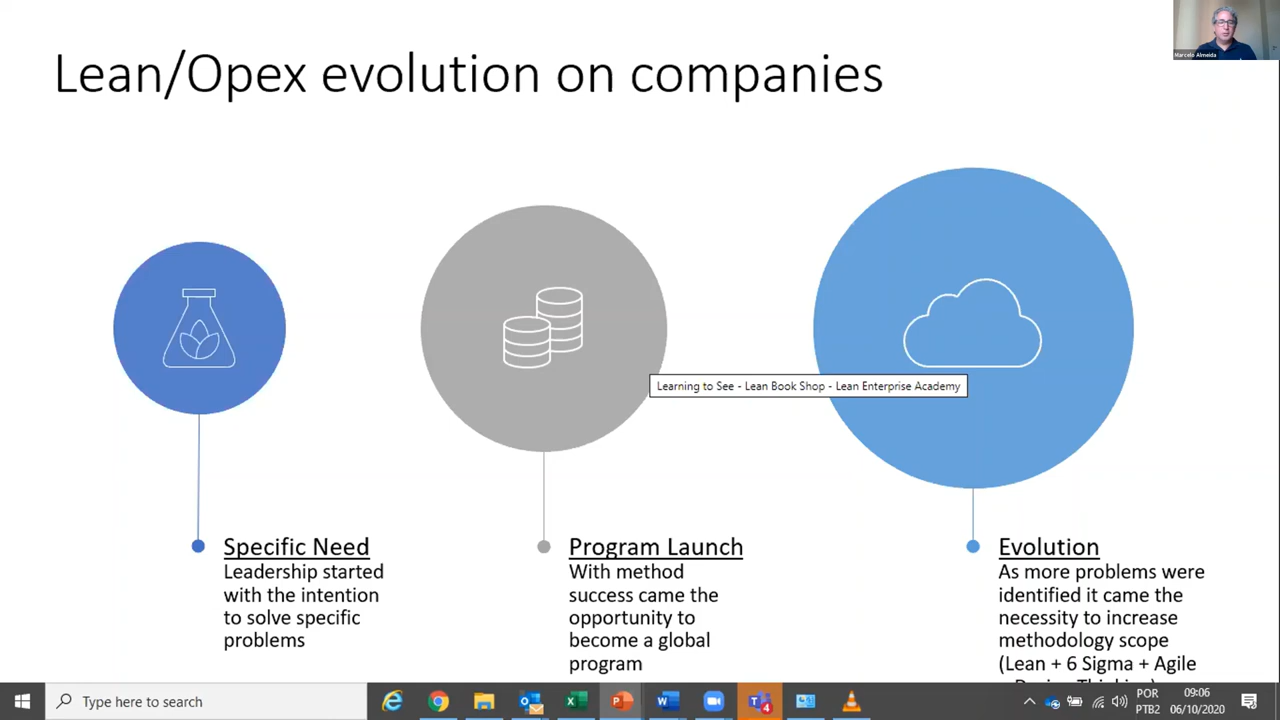 Marcelo Almeida
Lean/Opex evolution on companies
Learning to See - Lean Book Shop - Lean Enterprise Academy
Specific Need
Leadership started
with the intention
to solve specific
problems
Program Launch
With method
success came the
opportunity to
become a global
program
Evolution
As more problems were
identified it came the
necessity to increase
methodology scope
(Lean + 6 Sigma + Agile
Type here to search
4
POR
PTB2
09:06
06/10/2020